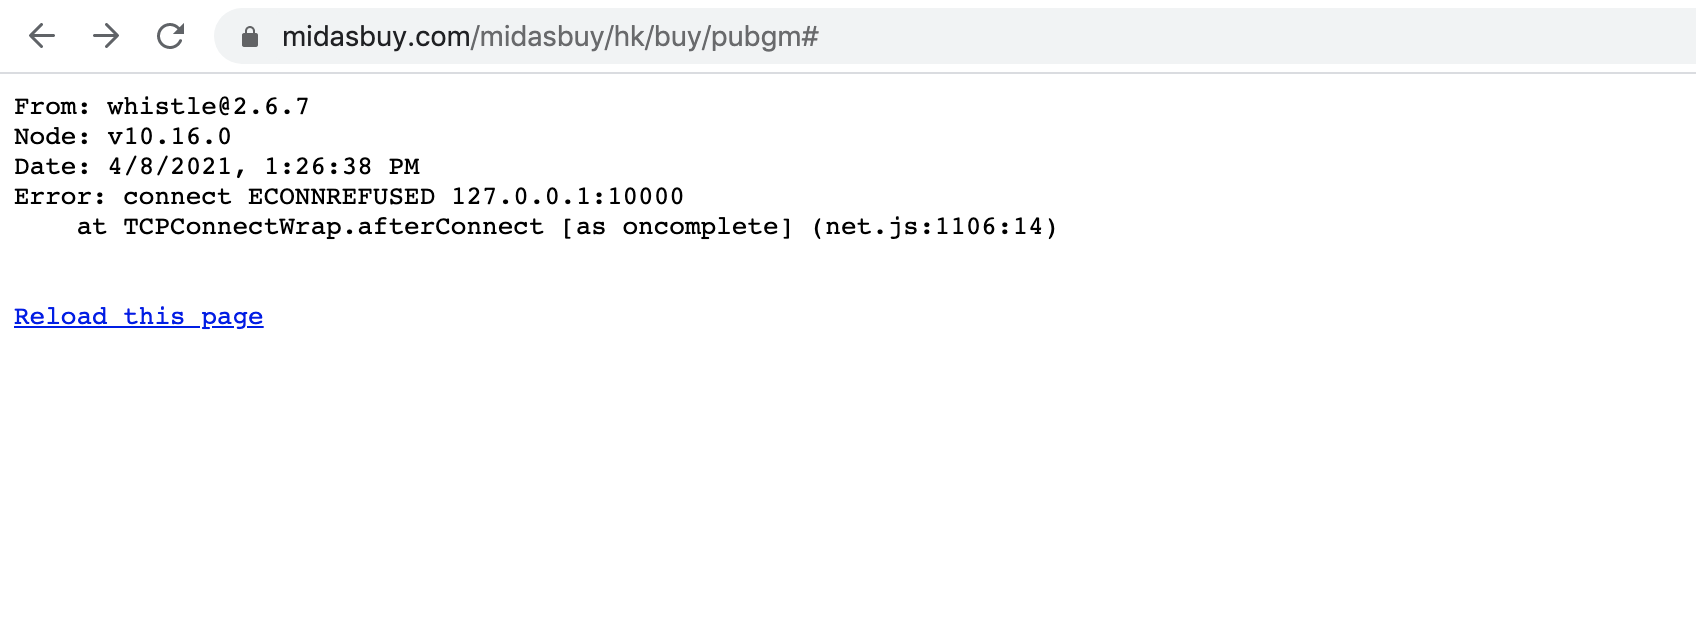 midasbuy.com/midasbuy/hk/buy/pubgm#
From: whistle@2.6.7
Node: v10.16.0
Date: 4/8/2021, 1:26:38 PM
Error: connect ECONNREFUSED 127.0.0.1:10000
    at TCPConnectWrap.afterConnect [as oncomplete] (net.js:1106:14)
Reload this page